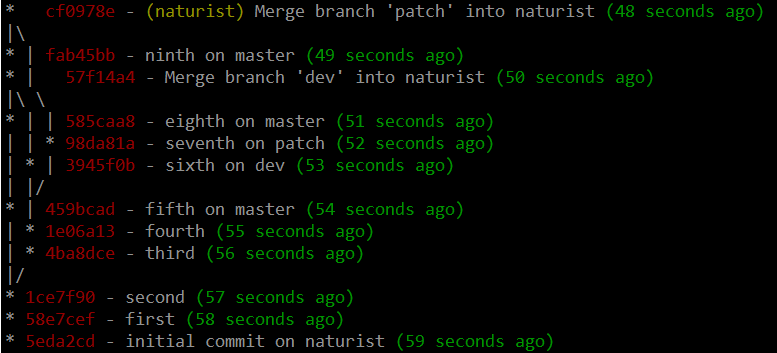 *   cf0978e - (naturist) Merge branch 'patch' into naturist (48 seconds ago)
|\
* | fab45bb - ninth on master (49 seconds ago)
* |   57f14a4 - Merge branch 'dev' into naturist (50 seconds ago)
|\ \
* | | 585caa8 - eighth on master (51 seconds ago)
| | * 98da81a - seventh on patch (52 seconds ago)
| * | 3945f0b - sixth on dev (53 seconds ago)
| |/
* | 459bcad - fifth on master (54 seconds ago)
| * 1e06a13 - fourth (55 seconds ago)
| * 4ba8dce - third (56 seconds ago)
|/
* 1ce7f90 - second (57 seconds ago)
* 58e7cef - first (58 seconds ago)
* 5eda2cd - initial commit on naturist (59 seconds ago)